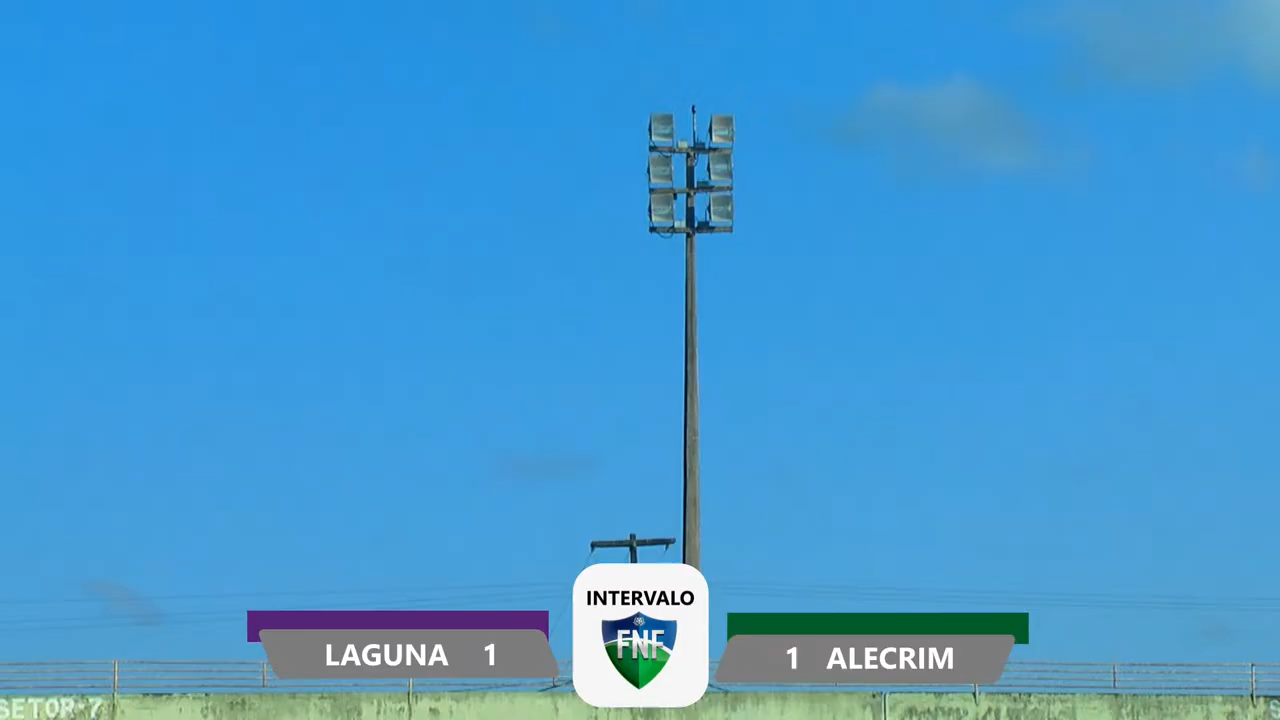 INTERVALO
FNF
LAGUNA 1
1 ALECRIM
SETOR 7